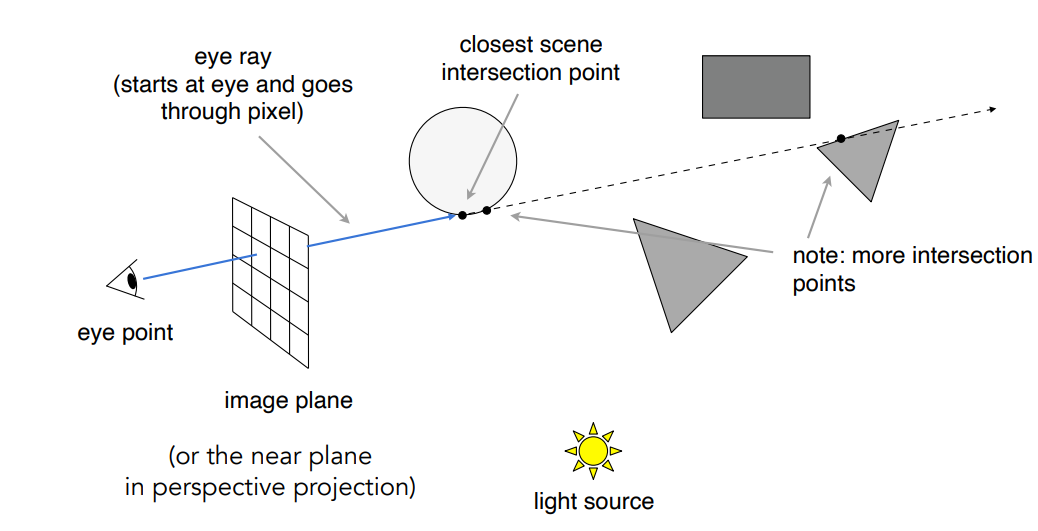 eye ray
(starts at eye and goes
through pixel)
closest scene
intersection point
note: more intersection
points
eye point
image plane
(or the near plane
in perspective projection)
light source